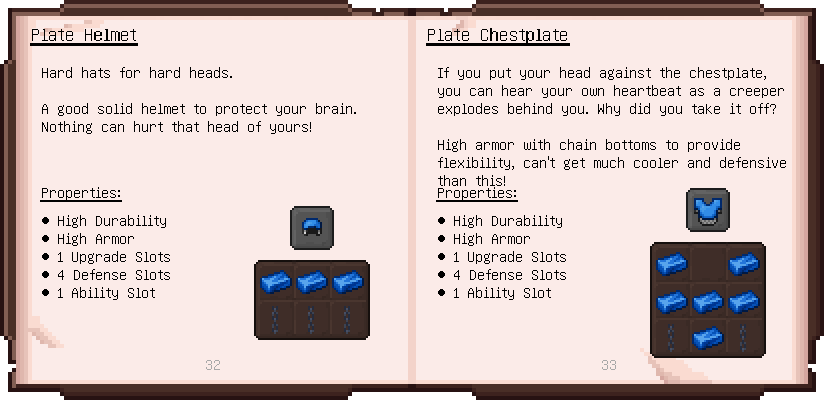 Plate Helmet
Hard hats for hard heads.
A good solid helmet to protect your brain.
Nothing can hurt that head of yours!
Properties:
● High Durability
● High Armor
● 1 Upgrade Slots
● 4 Defense Slots
● 1 Ability Slot
32
Plate Chestplate
If you put your head against the chestplate,
you can hear your own heartbeat as a creeper
explodes behind you. Why did you take it off?
High armor with chain bottoms to provide
flexibility, can't get much cooler and defensive
than this!
Properties:
● High Durability
● High Armor
● 1 Upgrade Slots
● 4 Defense Slots
● 1 Ability Slot
33